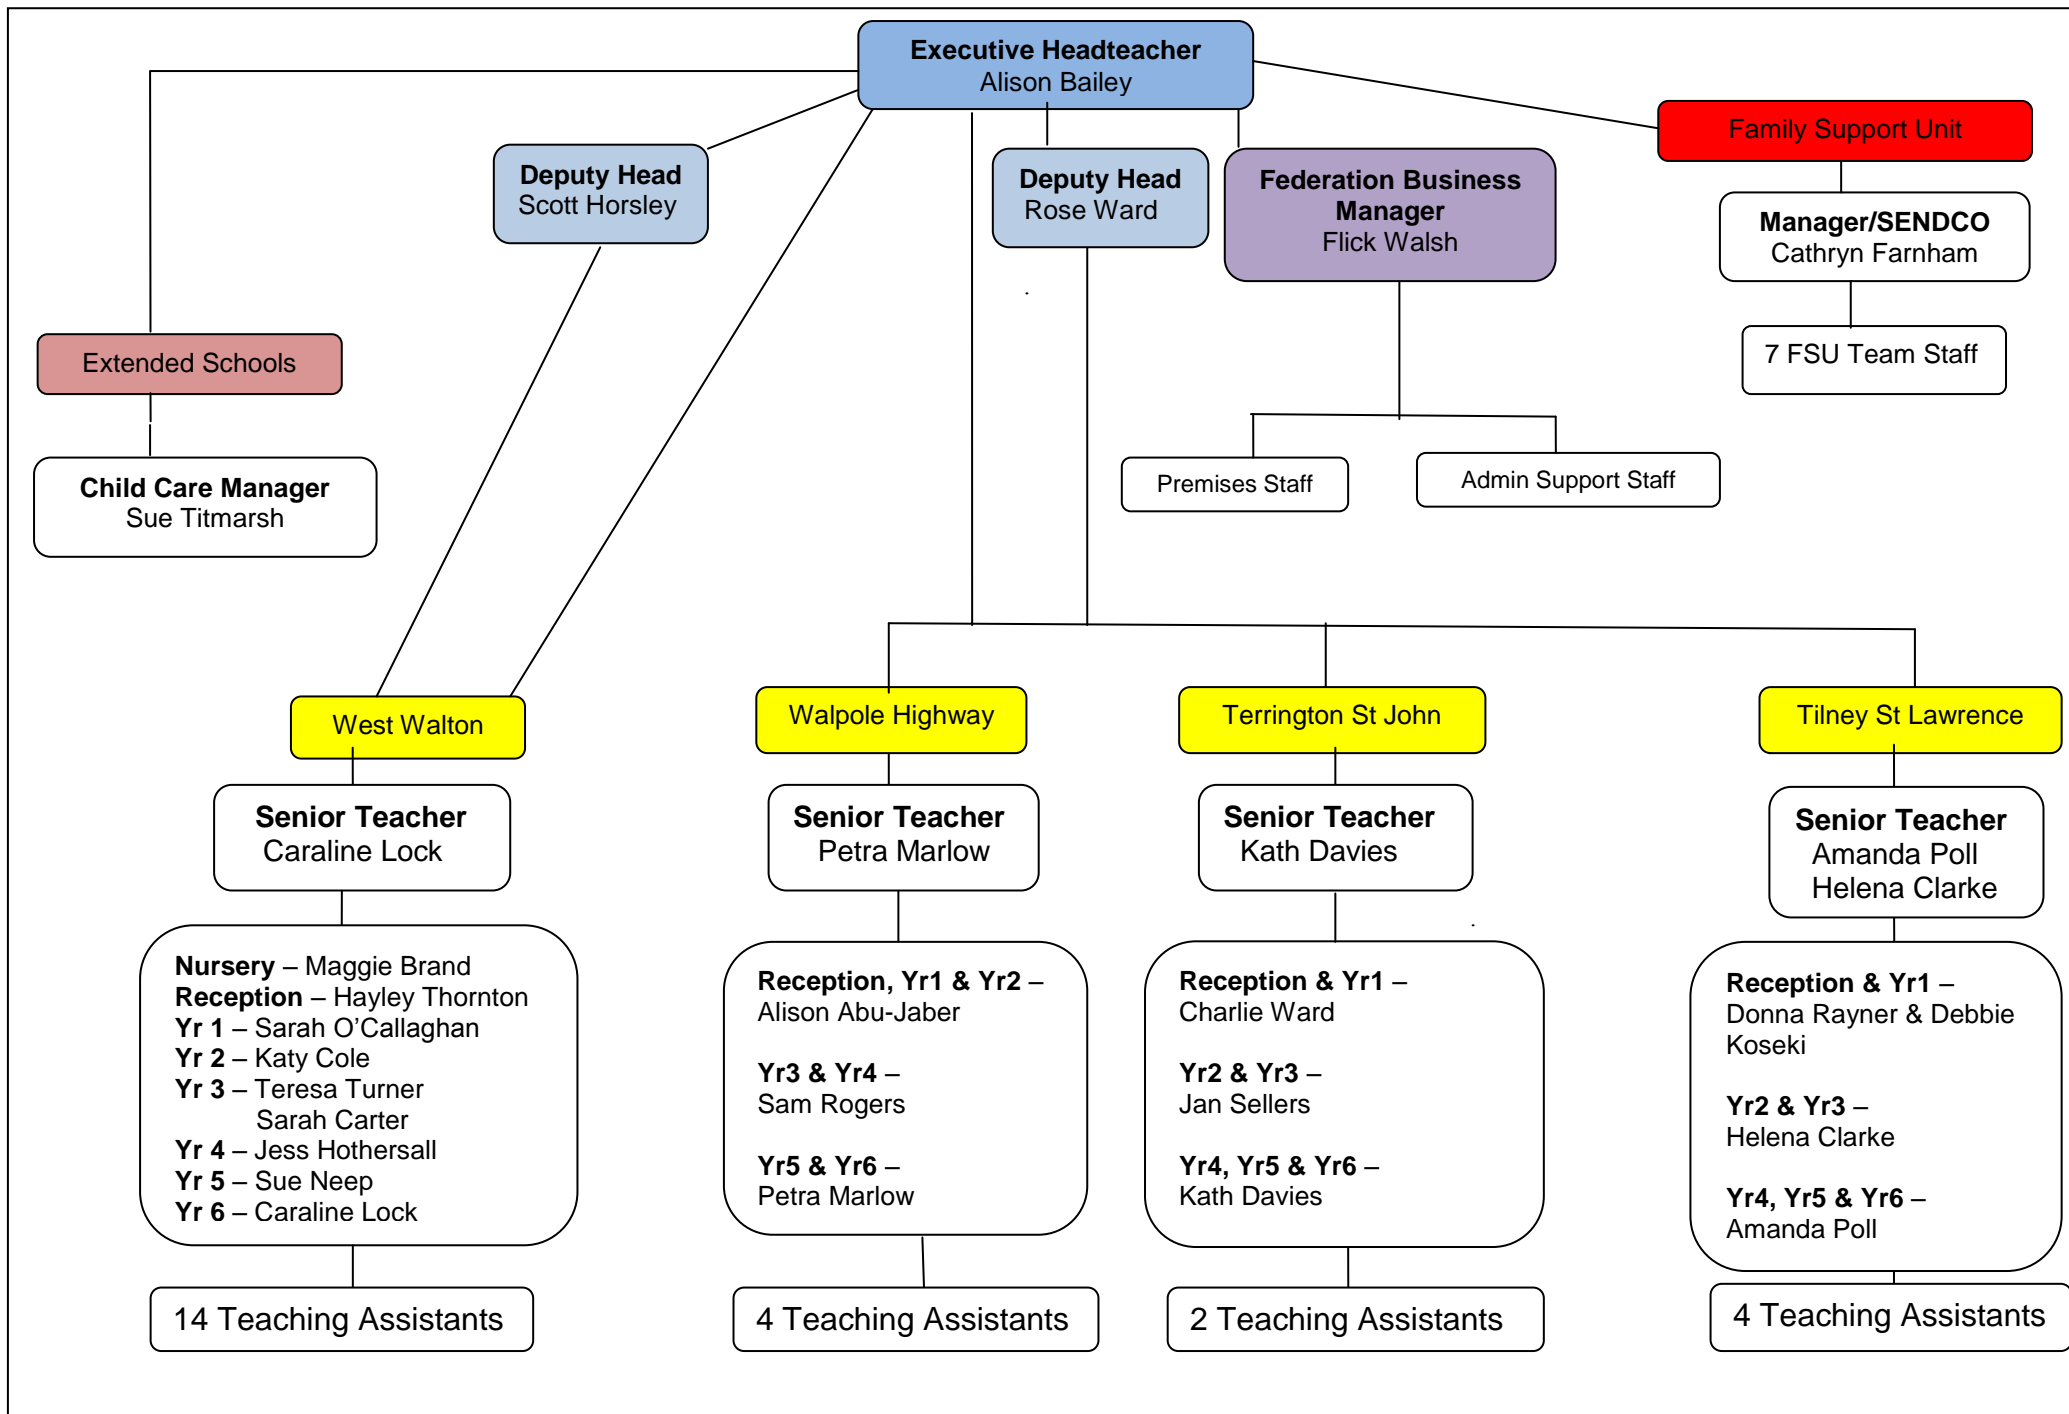 Executive Headteacher
Alison Bailey
Family Support Unit
Deputy Head
Scott Horsley
Deputy Head
Rose Ward
Federation Business
Manager
Flick Walsh
Manager/SENDCO
Cathryn Farnham
7 FSU Team Staff
Extended Schools
Child Care Manager
Sue Titmarsh
Premises Staff
Admin Support Staff
West Walton
Senior Teacher
Caraline Lock
Nursery – Maggie Brand
Reception – Hayley Thornton
Yr 1 – Sarah O’Callaghan
Yr 2 – Katy Cole
Yr 3 – Teresa Turner
Sarah Carter
Yr 4 – Jess Hothersall
Yr 5 – Sue Neep
Yr 6 – Caraline Lock
14 Teaching Assistants
Walpole Highway
Senior Teacher
Petra Marlow
Reception, Yr1 & Yr2 –
Alison Abu-Jaber
Yr3 & Yr4 –
Sam Rogers
Yr5 & Yr6 –
Petra Marlow
4 Teaching Assistants
Terrington St John
Senior Teacher
Kath Davies
Reception & Yr1 –
Charlie Ward
Yr2 & Yr3 –
Jan Sellers
Yr4, Yr5 & Yr6 –
Kath Davies
2 Teaching Assistants
Tilney St Lawrence
Senior Teacher
Amanda Poll
Helena Clarke
Reception & Yr1 –
Donna Rayner & Debbie
Koseki
Yr2 & Yr3 –
Helena Clarke
Yr4, Yr5 & Yr6 –
Amanda Poll
4 Teaching Assistants